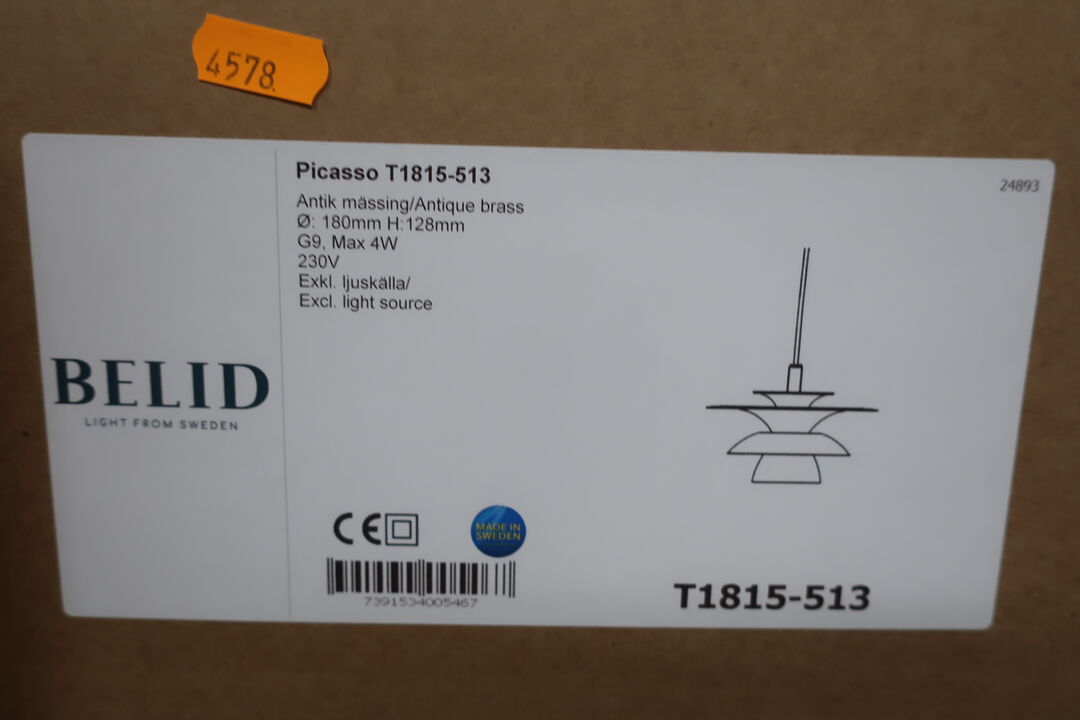 4578.
Picasso T1815-513
24893
Antik mässing/Antique brass
Ø: 180mm H:128mm
G9, Max 4W
230V
Exkl. ljuskälla/
Excl. light source
BELID
LIGHT FROM SWEDEN
CE
MADE IN
SWEDEN
7391534005467
T1815-513